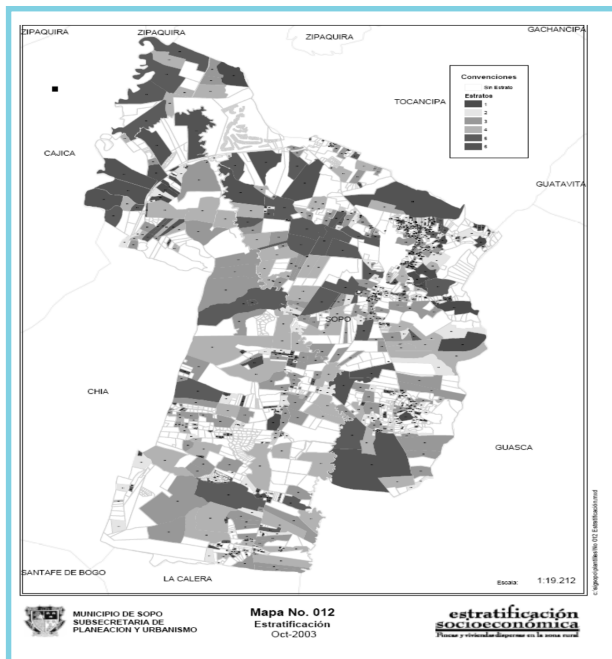 ZIPAQUIRA
ZIPAQUIRA
ZIPAQUIRA
GACHANCIPA
Convenciones
Sin Estrato
Estratos
1
2
3
4
5
6
TOCANCIPA
CAJICA
GUATAVITA
SOPO
CHIA
GUASCA
SANTAFE DE BOGO
LA CALERA
Escala: 1:19.212
MUNICIPIO DE SOPO
SUBSECRETARIA DE
PLANEACION Y URBANISMO
Mapa No. 012
Estratificación
Oct-2003
estratificación
socioeconómica
Fincas y viviendas dispersas en la zona rural